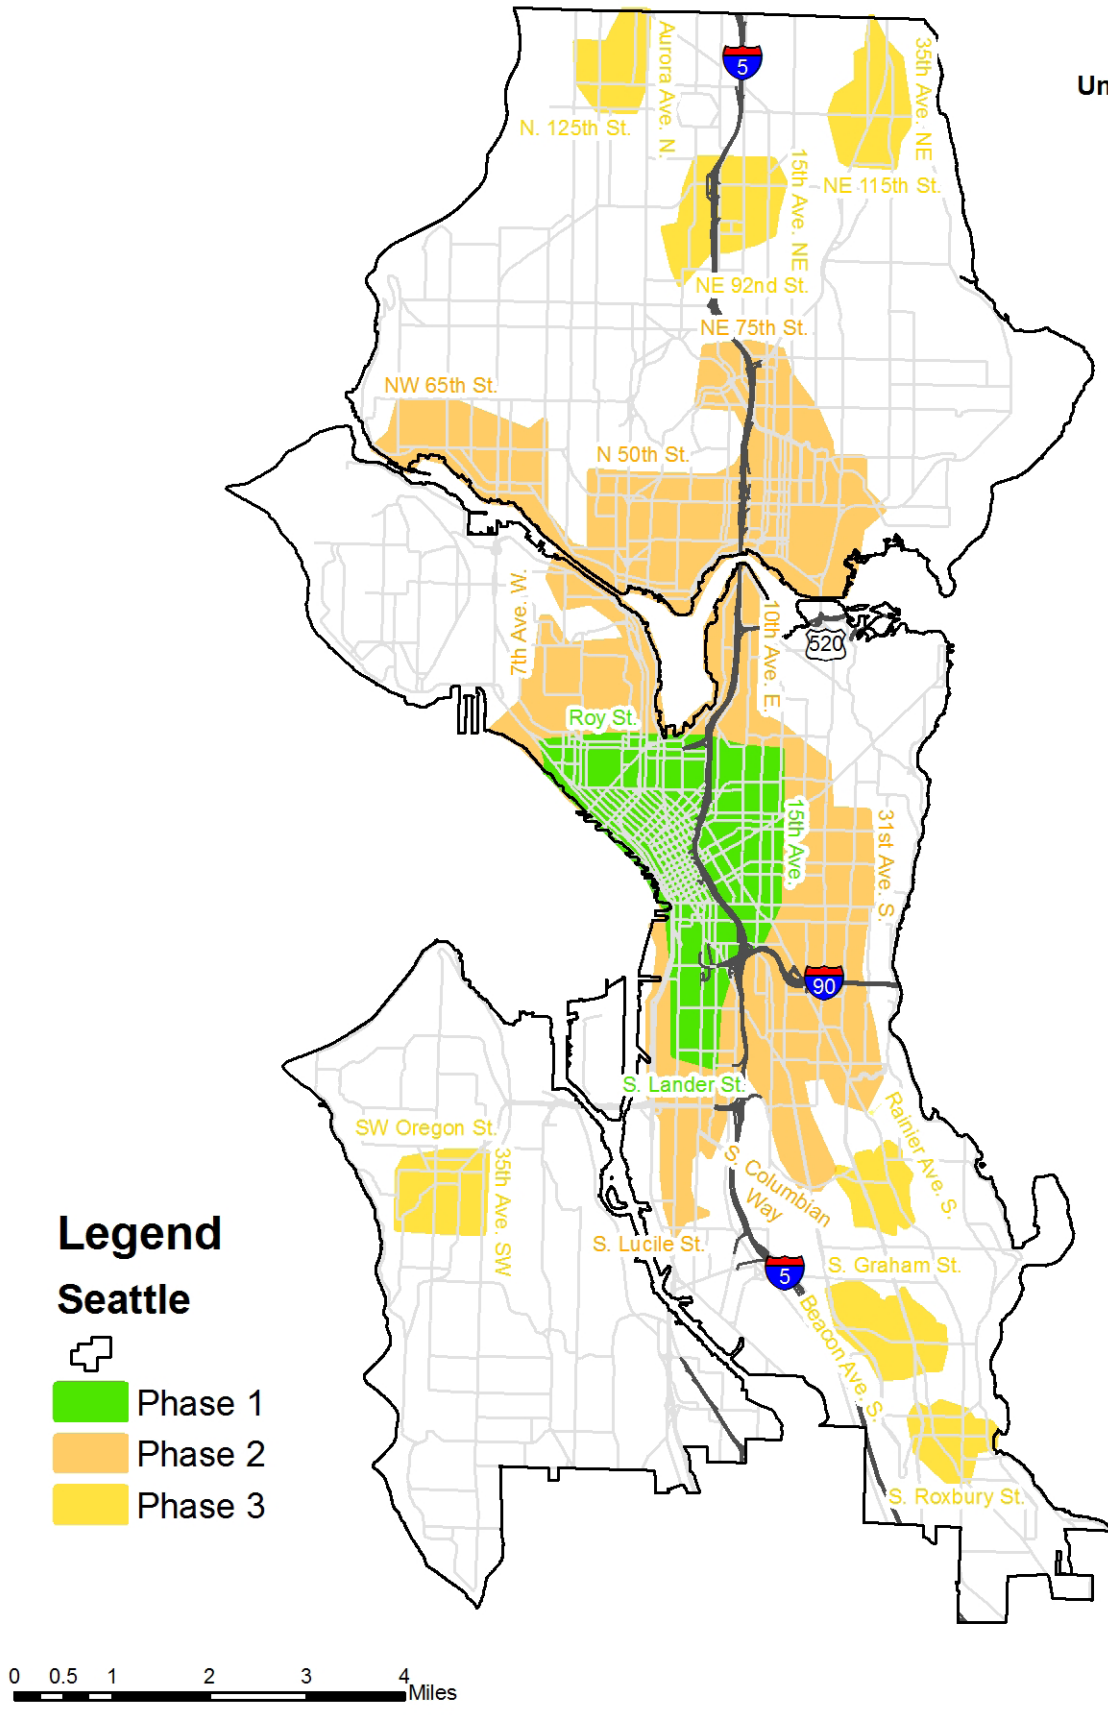 5
Aurora Ave. N.
35th Ave. NE
Un
N. 125th St.
15th Ave. NE
NE 115th St.
NE 92nd St.
NE 75th St.
NW 65th St.
N 50th St.
7th Ave. W.
10th Ave. E.
520
Roy St.
15th Ave.
31st Ave. S.
90
S. Lander St.
Rainier Ave. S.
SW Oregon St.
35th Ave. SW
S. Columbian
Way
S. Lucile St.
S. Graham St.
5
Beacon Ave. S.
S. Roxbury St.
Legend
Seattle
Phase 1
Phase 2
Phase 3
0 0.5 1 2 3 4
Miles